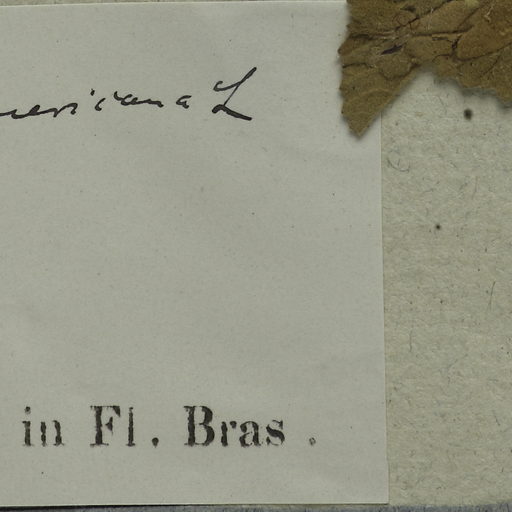 mericana L
in Fl. Bras.